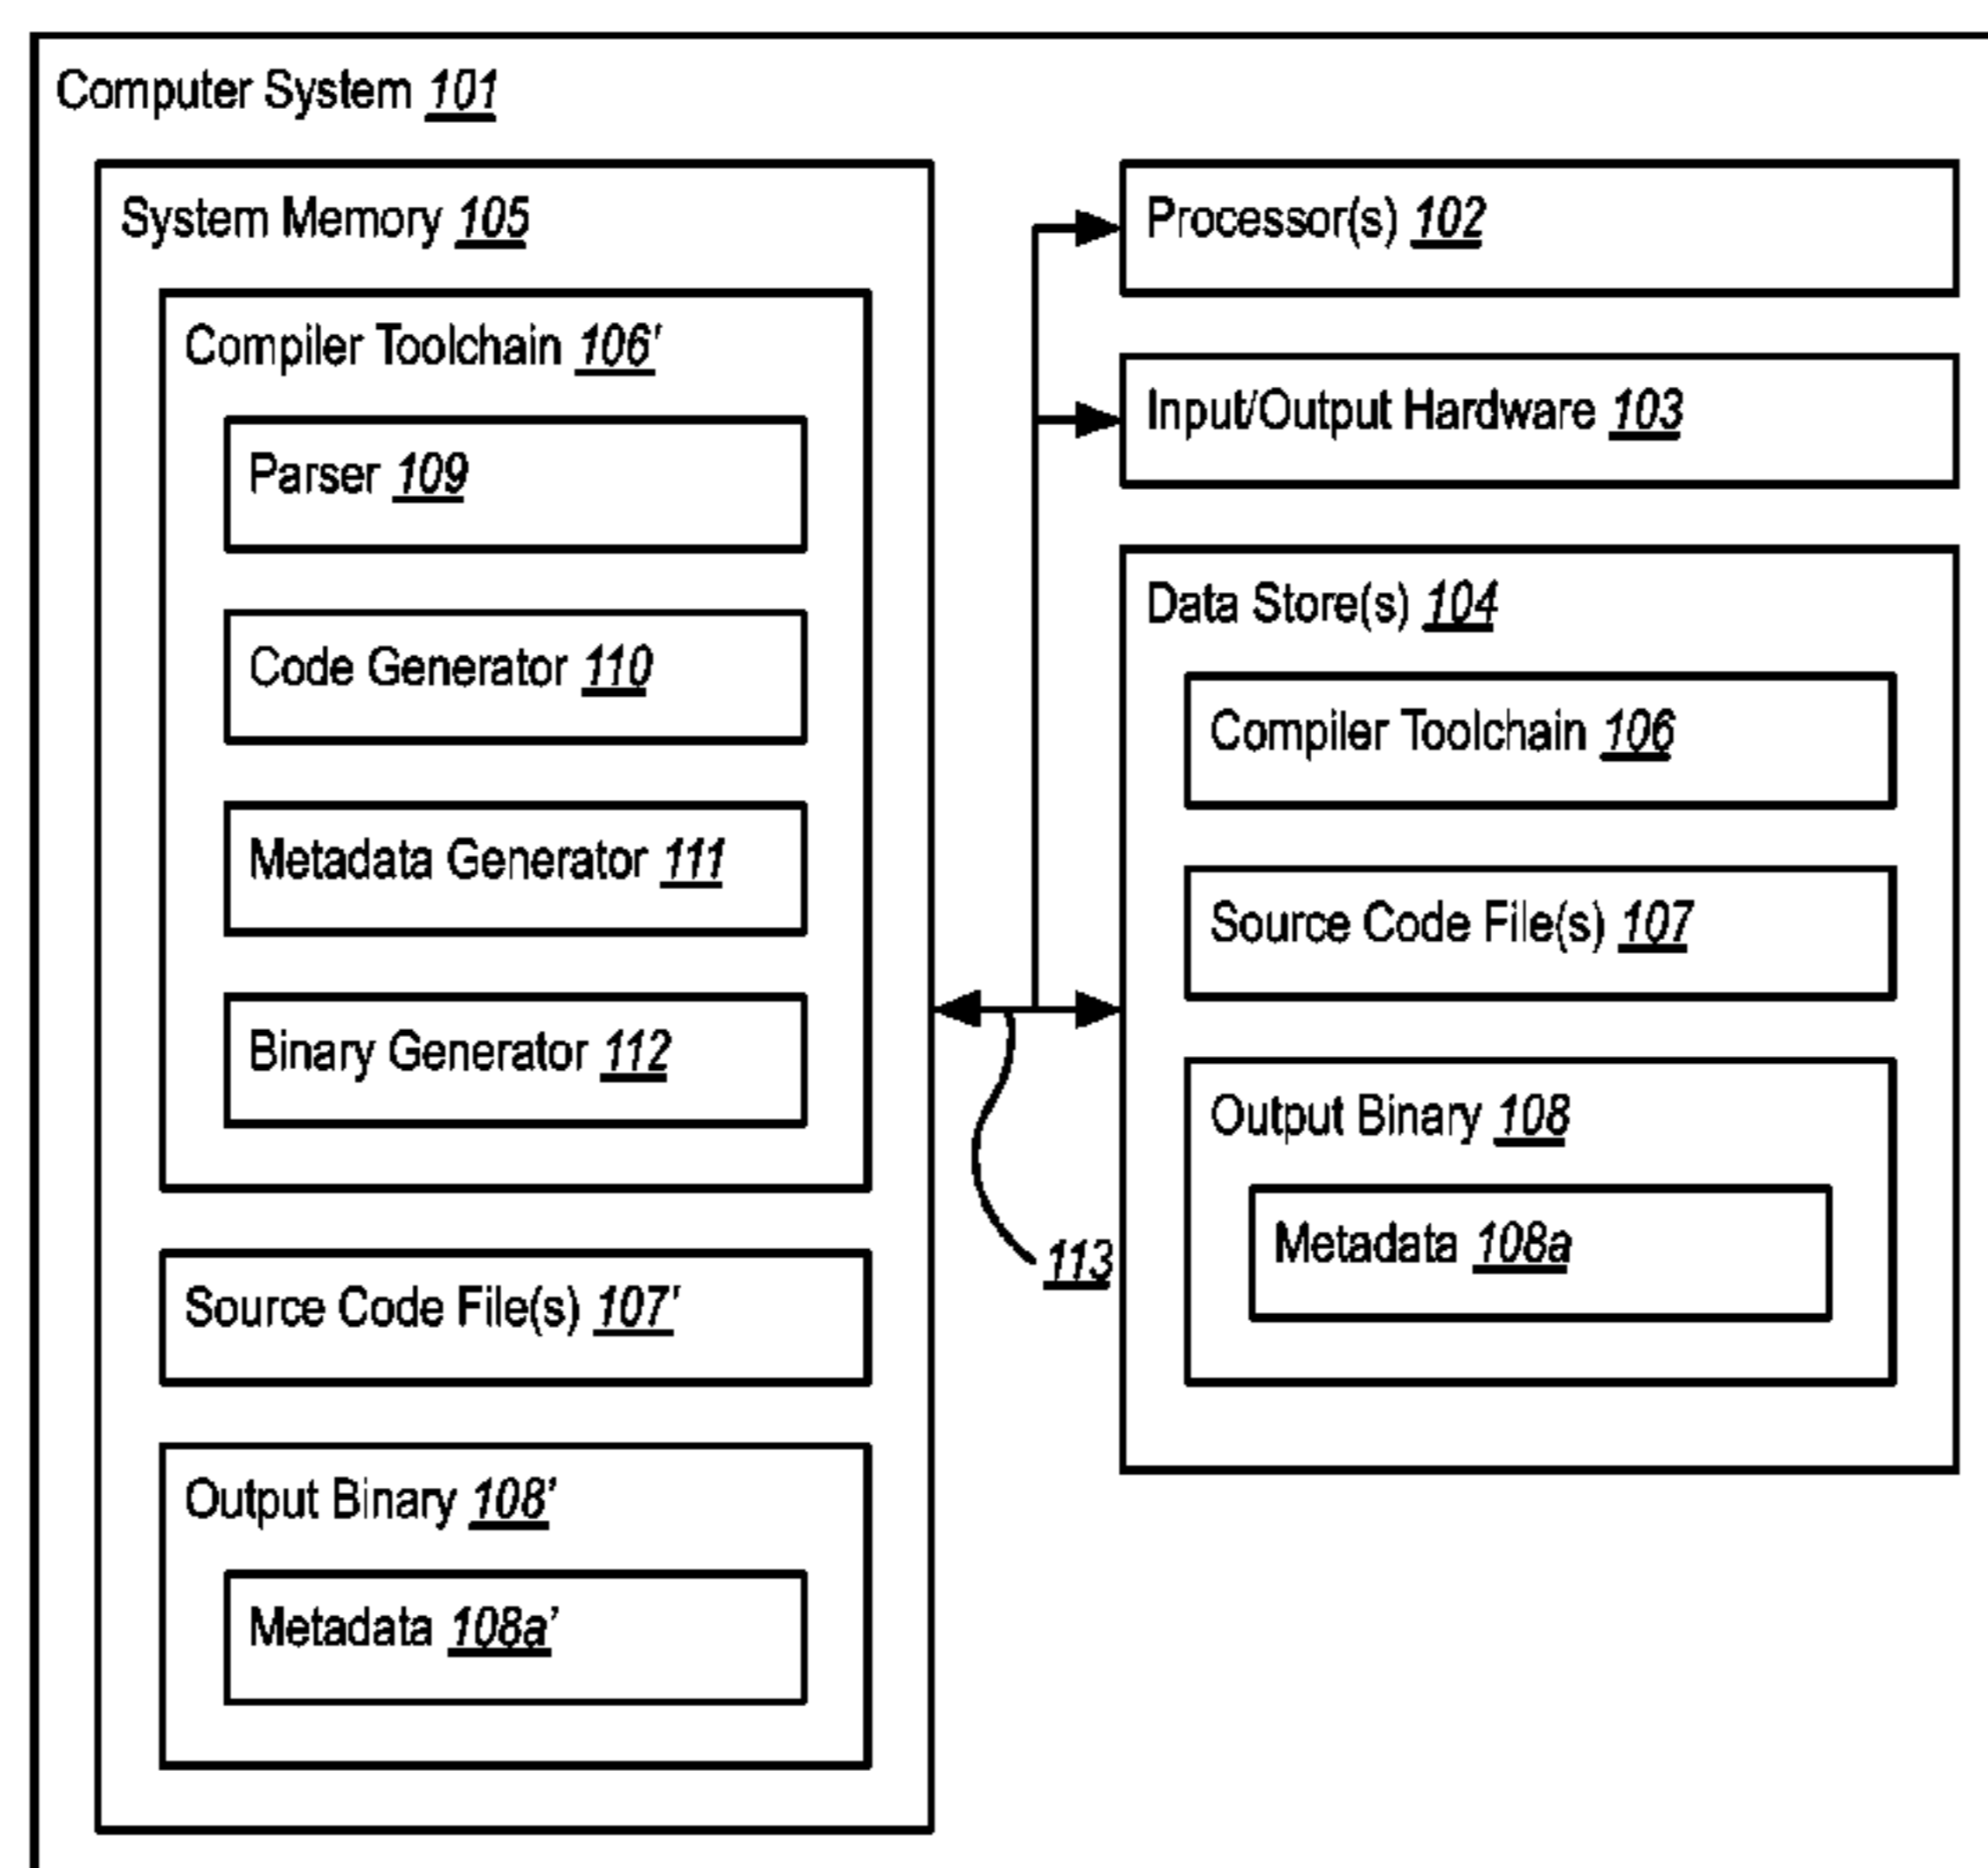 Computer System 101
System Memory 105
Compiler Toolchain 106'
Parser 109
Code Generator 110
Metadata Generator 111
Binary Generator 112
Source Code File(s) 107'
Output Binary 108’
Metadata 108a’
Processor(s) 102
Input/Output Hardware 103
Data Store(s) 104
Compiler Toolchain 106
Source Code File(s) 107
Output Binary 108
Metadata 108a
113